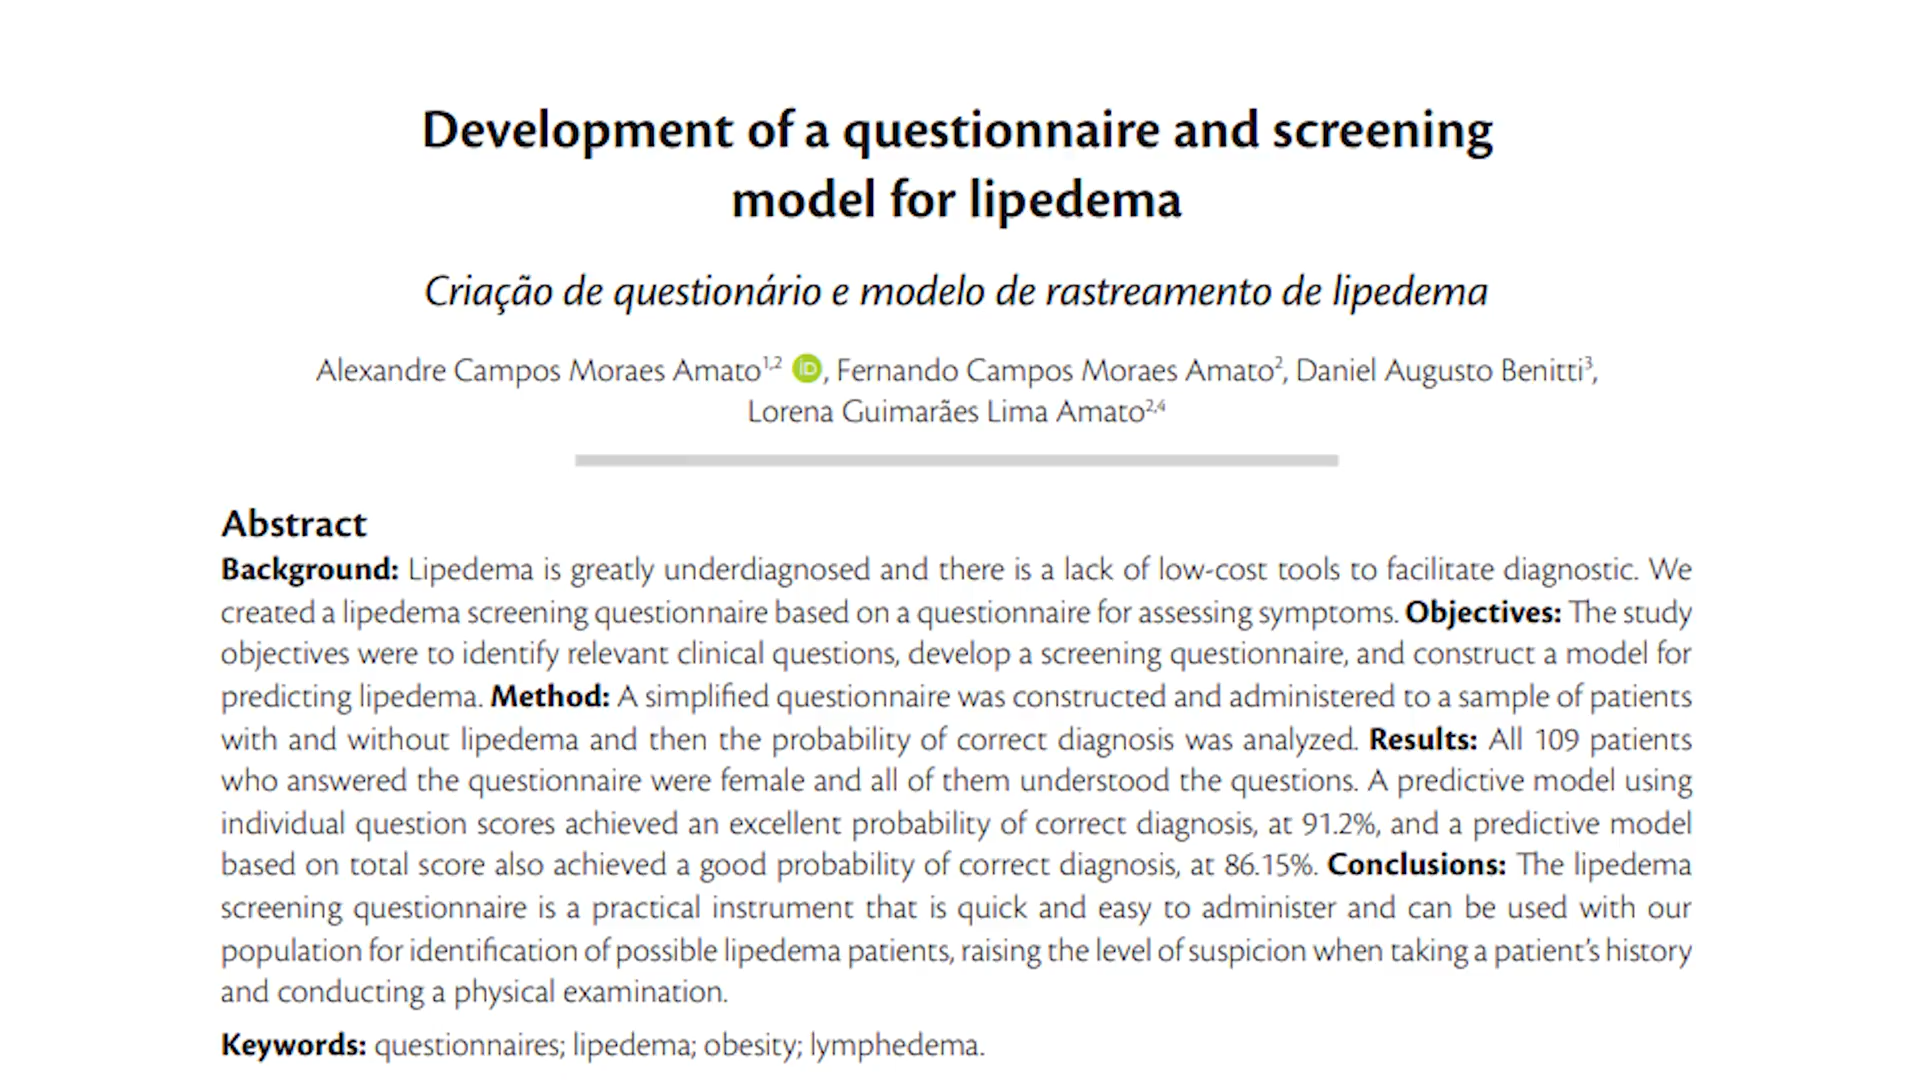 Development of a questionnaire and screening
model for lipedema
Criação de questionário e modelo de rastreamento de lipedema
Alexandre Campos Moraes Amato1,2 iD, Fernando Campos Moraes Amato2, Daniel Augusto Benitti3,
Lorena Guimarães Lima Amato2,4
Abstract
Background: Lipedema is greatly underdiagnosed and there is a lack of low-cost tools to facilitate diagnostic. We
created a lipedema screening questionnaire based on a questionnaire for assessing symptoms. Objectives: The study
objectives were to identify relevant clinical questions, develop a screening questionnaire, and construct a model for
predicting lipedema. Method: A simplified questionnaire was constructed and administered to a sample of patients
with and without lipedema and then the probability of correct diagnosis was analyzed. Results: All 109 patients
who answered the questionnaire were female and all of them understood the questions. A predictive model using
individual question scores achieved an excellent probability of correct diagnosis, at 91.2%, and a predictive model
based on total score also achieved a good probability of correct diagnosis, at 86.15%. Conclusions: The lipedema
screening questionnaire is a practical instrument that is quick and easy to administer and can be used with our
population for identification of possible lipedema patients, raising the level of suspicion when taking a patient's history
and conducting a physical examination.
Keywords: questionnaires; lipedema; obesity; lymphedema.